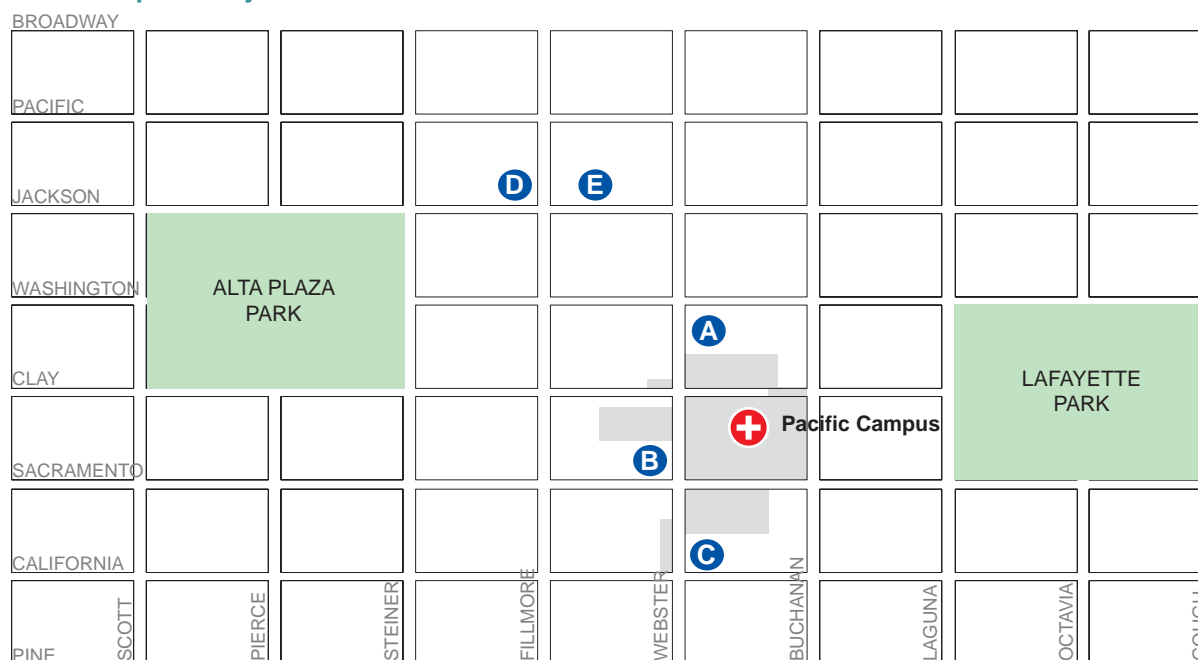 BROADWAY
PACIFIC
D
E
JACKSON
WASHINGTON
ALTA PLAZA
PARK
A
CLAY
LAFAYETTE
PARK
Pacific Campus
B
SACRAMENTO
C
CALIFORNIA
SCOTT
PIERCE
STEINER
FILLMORE
WEBSTER
BUCHANAN
LAGUNA
OCTAVIA
GOUGH
PINE